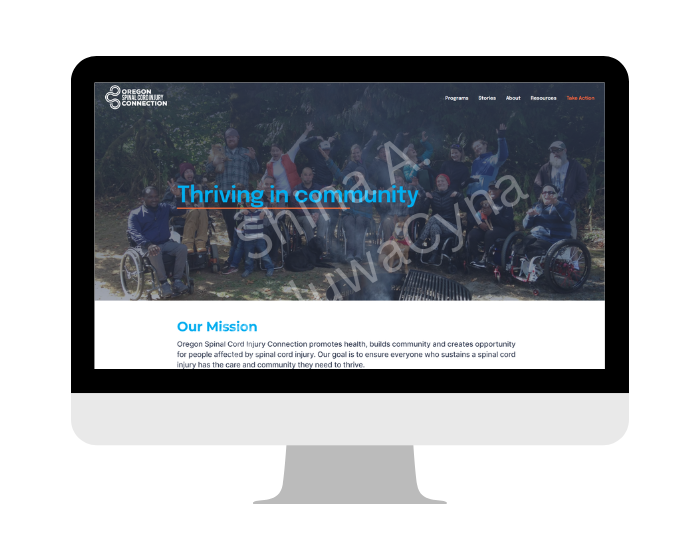 OREGON
SPINAL CORD INJURY
CONNECTION
Programs Stories About Resources Take Action
Thriving in community
Shina A.
JuwaCyna
Our Mission
Oregon Spinal Cord Injury Connection promotes health, builds community and creates opportunity
for people affected by spinal cord injury. Our goal is to ensure everyone who sustains a spinal cord
injury has the care and community they need to thrive.